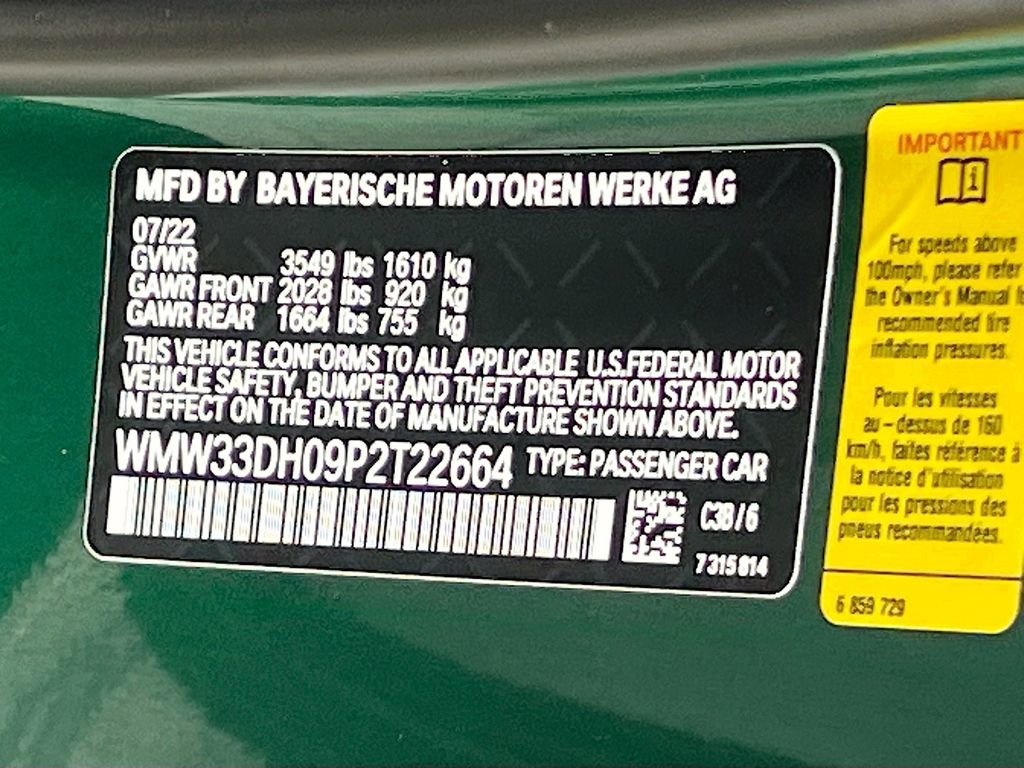 MFD BY BAYERISCHE MOTOREN WERKE AG
07/22
GVWR 3549 lbs 1610 kg
GAWR FRONT 2028 lbs 920 kg
GAWR REAR 1664 lbs 755 kg
THIS VEHICLE CONFORMS TO ALL APPLICABLE U.S.FEDERAL MOTOR
VEHICLE SAFETY, BUMPER AND THEFT PREVENTION STANDARDS
IN EFFECT ON THE DATE OF MANUFACTURE SHOWN ABOVE.
WMW33DH09P2T22664 TYPE: PASSENGER CAR
C3B/6
7315814
IMPORTANT
For speeds above
100mph, please refer
the Owner's Manual
recommended tire
inflation pressures.
Pour les vitesses
au-dessus de 160
km/h, faites référence à
la notice d'utilisation
pour les pressions des
pneus recommandées.
6 859 729